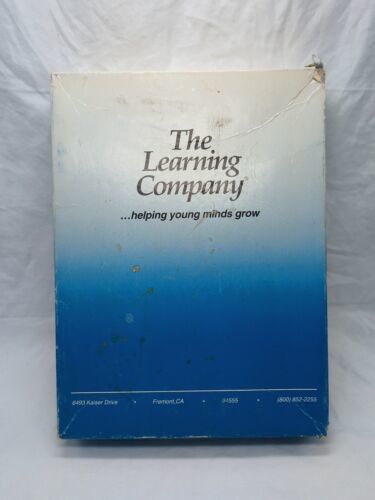 The
Learning
Company®
...helping young minds grow
6493 Kaiser Drive • Fremont, CA • 94555 • (800) 852-2255